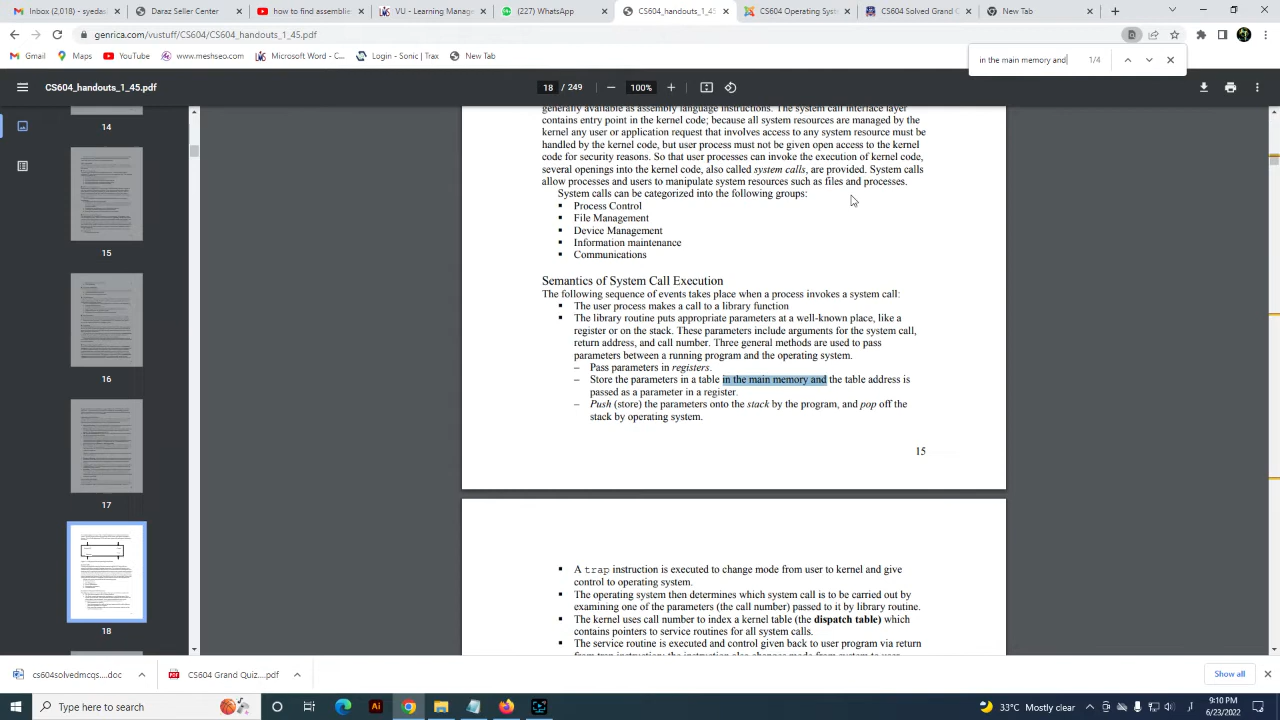 Inbox (2,018) - syedas
Daraz Seller Center
how to find assemble
VU - Learning Manag
(227) WhatsApp
CS604_handouts_1_45
CS604 Operating Syst
CS604 Solved Grand
New Tab
genrica.com/vustuff/CS604/CS604_handouts_1_45.pdf
Gmail
Maps
YouTube
www.meshseo.com
Microsoft Word - C...
Login - Sonic | Trax
New Tab
in the main memory and
1/4
CS604_handouts_1_45.pdf
18 / 249
100%
14
15
16
17
18
generally available as assembly language instructions. The system call interface layer
contains entry point in the kernel code; because all system resources are managed by the
kernel any user or application request that involves access to any system resource must be
handled by the kernel code, but user process must not be given open access to the kernel
code for security reasons. So that user processes can invoke the execution of kernel code,
several openings into the kernel code, also called system calls, are provided. System calls
allow processes and users to manipulate system resources such as files and processes.
System calls can be categorized into the following groups:
▪ Process Control
▪ File Management
▪ Device Management
▪ Information maintenance
▪ Communications
Semantics of System Call Execution
The following sequence of events takes place when a process invokes a system call:
▪ The user process makes a call to a library function
▪ The library routine puts appropriate parameters at a well-known place, like a
register or on the stack. These parameters include arguments for the system call,
return address, and call number. Three general methods are used to pass
parameters between a running program and the operating system.
– Pass parameters in registers.
– Store the parameters in a table in the main memory and the table address is
passed as a parameter in a register.
– Push (store) the parameters onto the stack by the program, and pop off the
stack by operating system.
15
▪ A trap instruction is executed to change mode from user to kernel and give
control to operating system.
▪ The operating system then determines which system call is to be carried out by
examining one of the parameters (the call number) passed to it by library routine.
▪ The kernel uses call number to index a kernel table (the dispatch table) which
contains pointers to service routines for all system calls.
▪ The service routine is executed and control given back to user program via return
from trap instruction; the instruction also changes mode from system to user.
cs604solvedmcqs....doc
CS604 Grand Quiz....pdf
Show all
Type here to search
33°C Mostly clear
9:10 PM
6/23/2022